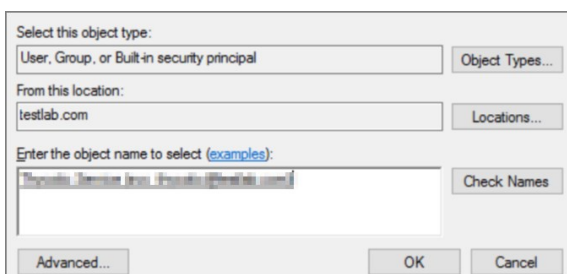 Select this object type:
User, Group, or Built-in security principal
Object Types...
From this location:
testlab.com
Locations...
Enter the object name to select (examples):
Check Names
Advanced...
OK
Cancel